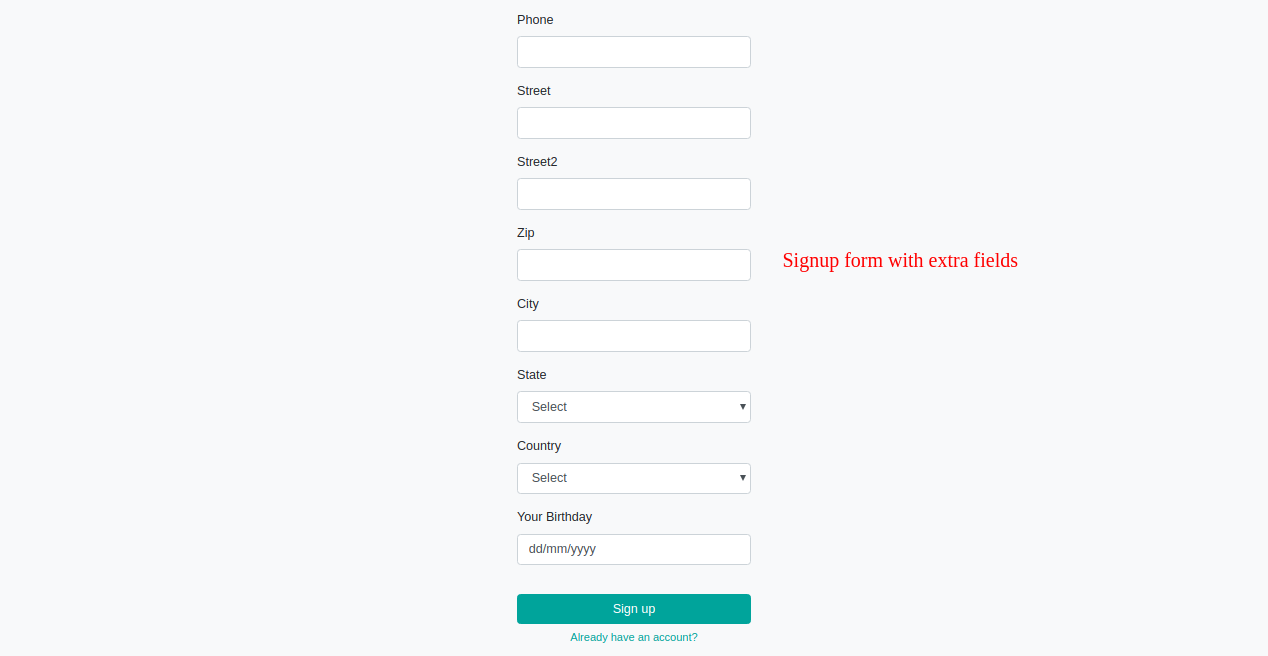 Phone
Street
Street2
Zip
Signup form with extra fields
City
State
Select
Country
Select
Your Birthday
dd/mm/yyyy
Sign up
Already have an account?